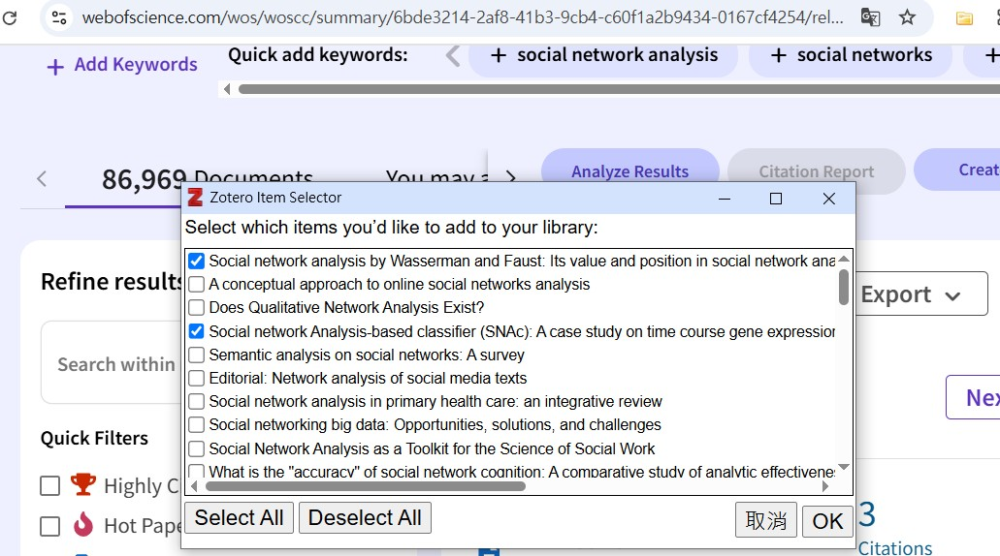 webofscience.com/wos/woscc/summary/6bde3214-2af8-41b3-9cb4-c60f1a2b9434-0167cf4254/rel...
+ Add Keywords
Quick add keywords:
+ social network analysis
+ social networks
+
86,969 Documents
You may a
Analyze Results
Citation Report
Creat
Zotero Item Selector
Select which items you'd like to add to your library:
Social network analysis by Wasserman and Faust: Its value and position in social network ana
A conceptual approach to online social networks analysis
Does Qualitative Network Analysis Exist?
Social network Analysis-based classifier (SNAc): A case study on time course gene expression
Semantic analysis on social networks: A survey
Editorial: Network analysis of social media texts
Social network analysis in primary health care: an integrative review
Social networking big data: Opportunities, solutions, and challenges
Social Network Analysis as a Toolkit for the Science of Social Work
What is the "accuracy" of social network cognition: A comparative study of analytic effectivene
Select All
Deselect All
取消
OK
Refine results
Export
Search within
Nex
Quick Filters
Highly C
Hot Pape
3
Citations